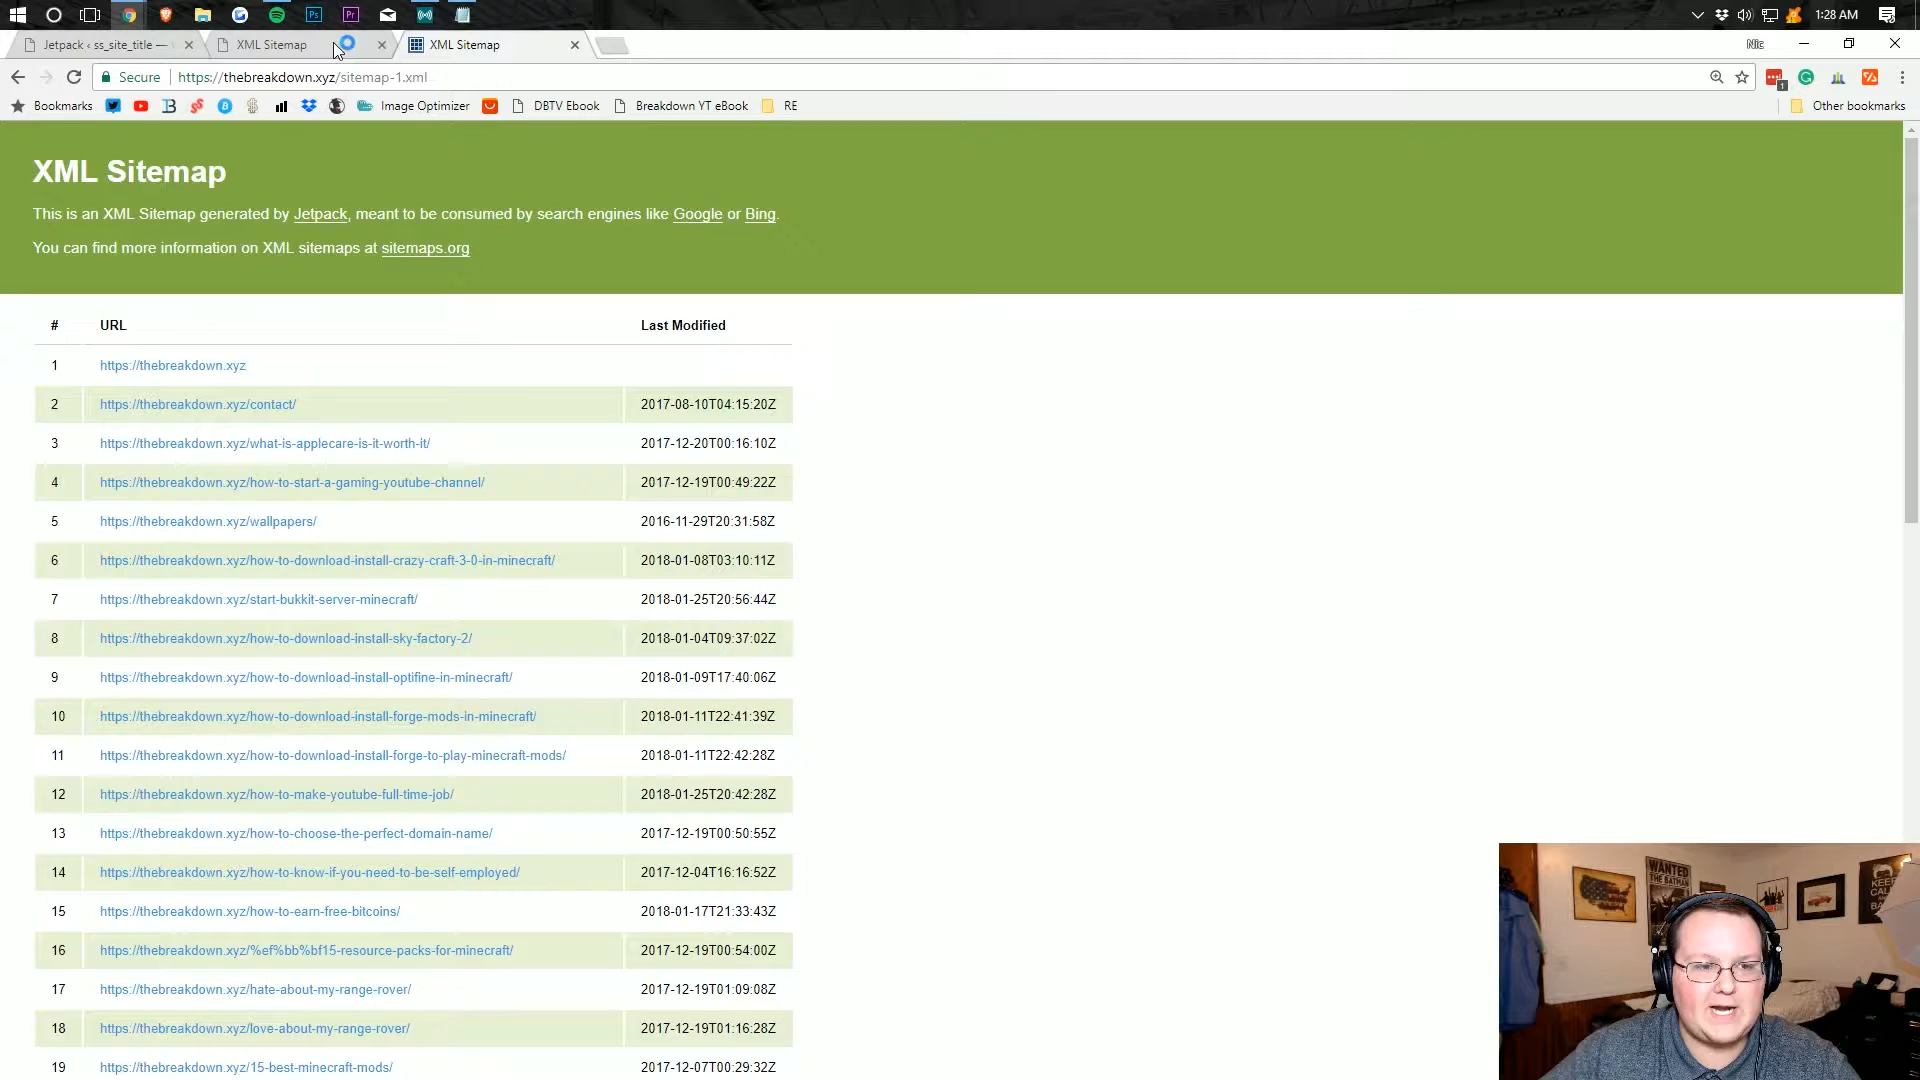 1:28 AM
Jetpack ‹ ss_site_title —
XML Sitemap
XML Sitemap
Nic
Secure
https://thebreakdown.xyz/sitemap-1.xml
1
Bookmarks
Image Optimizer
DBTV Ebook
Breakdown YT eBook
RE
Other bookmarks
XML Sitemap
This is an XML Sitemap generated by Jetpack, meant to be consumed by search engines like Google or Bing.
You can find more information on XML sitemaps at sitemaps.org
# URL Last Modified
1 https://thebreakdown.xyz
2 https://thebreakdown.xyz/contact/ 2017-08-10T04:15:20Z
3 https://thebreakdown.xyz/what-is-applecare-is-it-worth-it/ 2017-12-20T00:16:10Z
4 https://thebreakdown.xyz/how-to-start-a-gaming-youtube-channel/ 2017-12-19T00:49:22Z
5 https://thebreakdown.xyz/wallpapers/ 2016-11-29T20:31:58Z
6 https://thebreakdown.xyz/how-to-download-install-crazy-craft-3-0-in-minecraft/ 2018-01-08T03:10:11Z
7 https://thebreakdown.xyz/start-bukkit-server-minecraft/ 2018-01-25T20:56:44Z
8 https://thebreakdown.xyz/how-to-download-install-sky-factory-2/ 2018-01-04T09:37:02Z
9 https://thebreakdown.xyz/how-to-download-install-optifine-in-minecraft/ 2018-01-09T17:40:06Z
10 https://thebreakdown.xyz/how-to-download-install-forge-mods-in-minecraft/ 2018-01-11T22:41:39Z
11 https://thebreakdown.xyz/how-to-download-install-forge-to-play-minecraft-mods/ 2018-01-11T22:42:28Z
12 https://thebreakdown.xyz/how-to-make-youtube-full-time-job/ 2018-01-25T20:42:28Z
13 https://thebreakdown.xyz/how-to-choose-the-perfect-domain-name/ 2017-12-19T00:50:55Z
14 https://thebreakdown.xyz/how-to-know-if-you-need-to-be-self-employed/ 2017-12-04T16:16:52Z
15 https://thebreakdown.xyz/how-to-earn-free-bitcoins/ 2018-01-17T21:33:43Z
16 https://thebreakdown.xyz/%ef%bb%bf15-resource-packs-for-minecraft/ 2017-12-19T00:54:00Z
17 https://thebreakdown.xyz/hate-about-my-range-rover/ 2017-12-19T01:09:08Z
18 https://thebreakdown.xyz/love-about-my-range-rover/ 2017-12-19T01:16:28Z
19 https://thebreakdown.xyz/15-best-minecraft-mods/ 2017-12-07T00:29:32Z
WANTED
THE BATMAN
KEEP